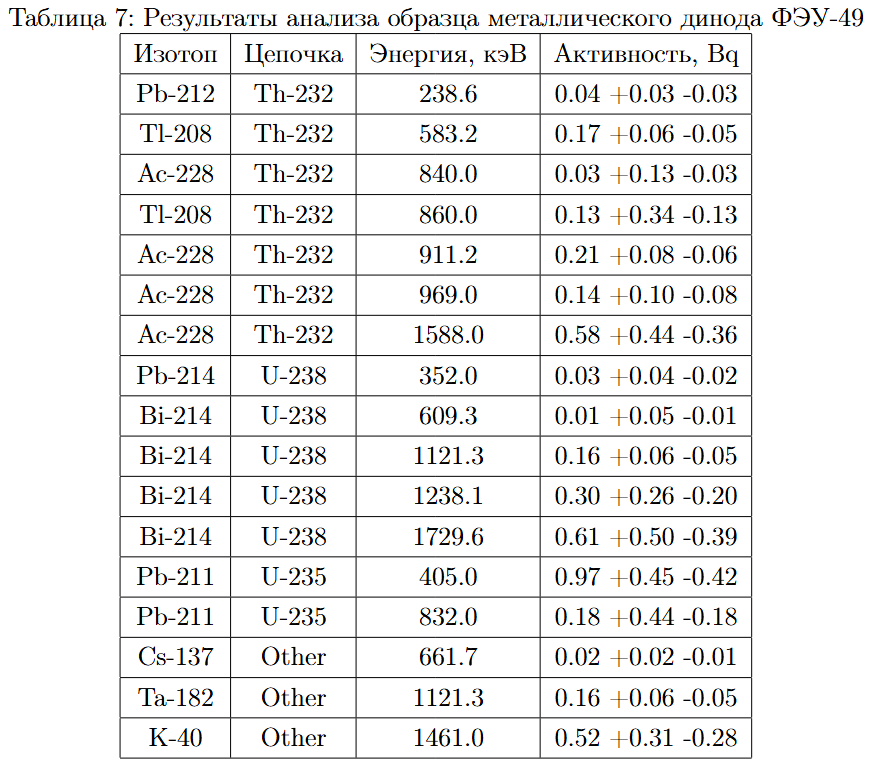 Таблица 7: Результаты анализа образца металлического динода ФЭУ-49
Изотоп Цепочка Энергия, кэВ Активность, Bq
Pb-212 Th-232 238.6 0.04 +0.03 -0.03
Tl-208 Th-232 583.2 0.17 +0.06 -0.05
Ac-228 Th-232 840.0 0.03 +0.13 -0.03
Tl-208 Th-232 860.0 0.13 +0.34 -0.13
Ac-228 Th-232 911.2 0.21 +0.08 -0.06
Ac-228 Th-232 969.0 0.14 +0.10 -0.08
Ac-228 Th-232 1588.0 0.58 +0.44 -0.36
Pb-214 U-238 352.0 0.03 +0.04 -0.02
Bi-214 U-238 609.3 0.01 +0.05 -0.01
Bi-214 U-238 1121.3 0.16 +0.06 -0.05
Bi-214 U-238 1238.1 0.30 +0.26 -0.20
Bi-214 U-238 1729.6 0.61 +0.50 -0.39
Pb-211 U-235 405.0 0.97 +0.45 -0.42
Pb-211 U-235 832.0 0.18 +0.44 -0.18
Cs-137 Other 661.7 0.02 +0.02 -0.01
Ta-182 Other 1121.3 0.16 +0.06 -0.05
K-40 Other 1461.0 0.52 +0.31 -0.28